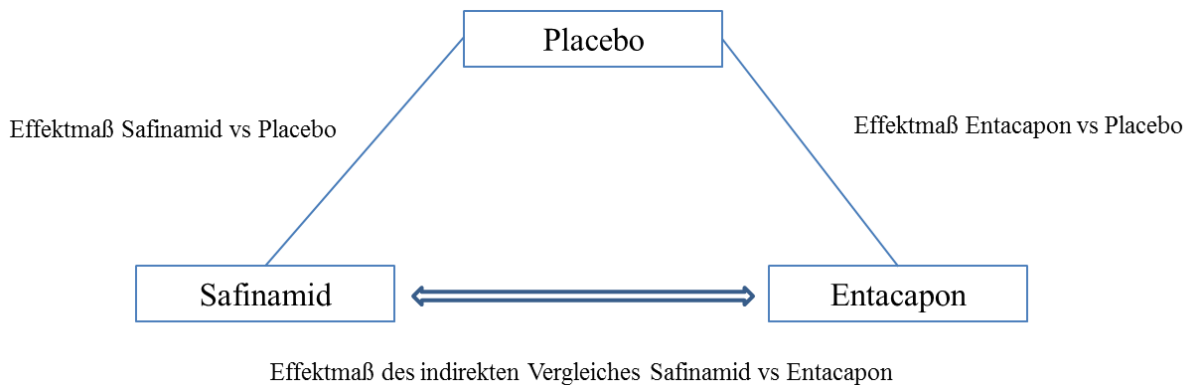 Placebo
Effektmaß Safinamid vs Placebo
Effektmaß Entacapon vs Placebo
Safinamid
Entacapon
Effektmaß des indirekten Vergleiches Safinamid vs Entacapon